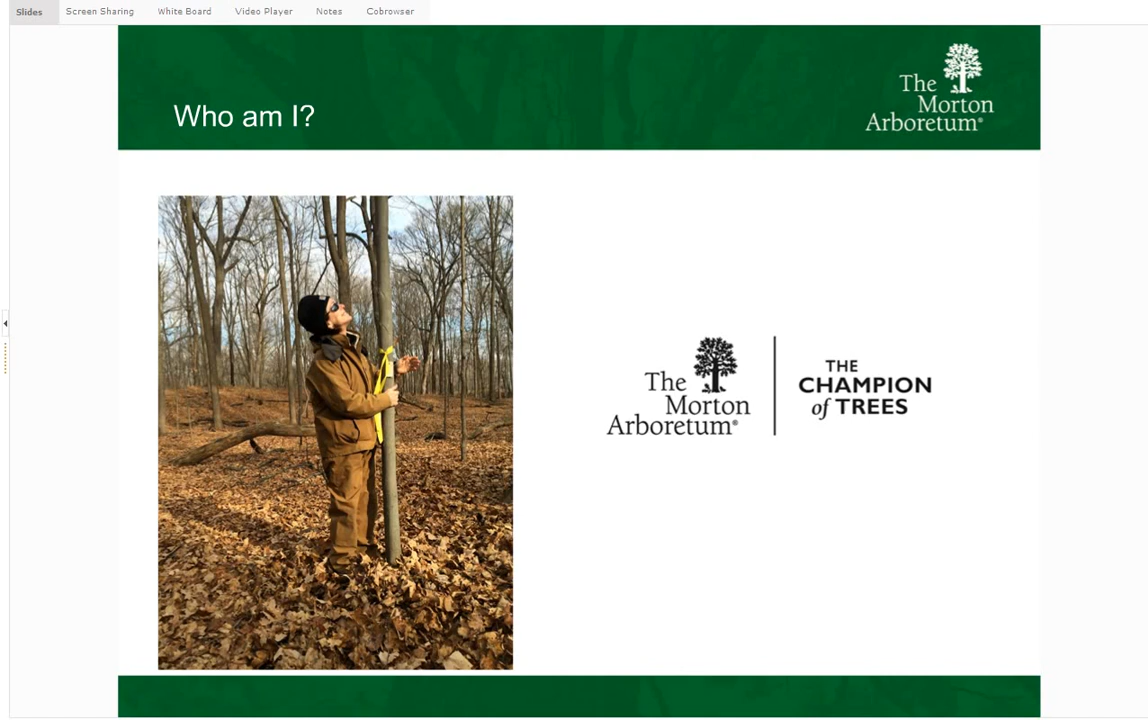 Slides Screen Sharing White Board Video Player Notes Cobrowser
The
Morton
Arboretum®
Who am I?
The
Morton
Arboretum®
THE
CHAMPION
of TREES